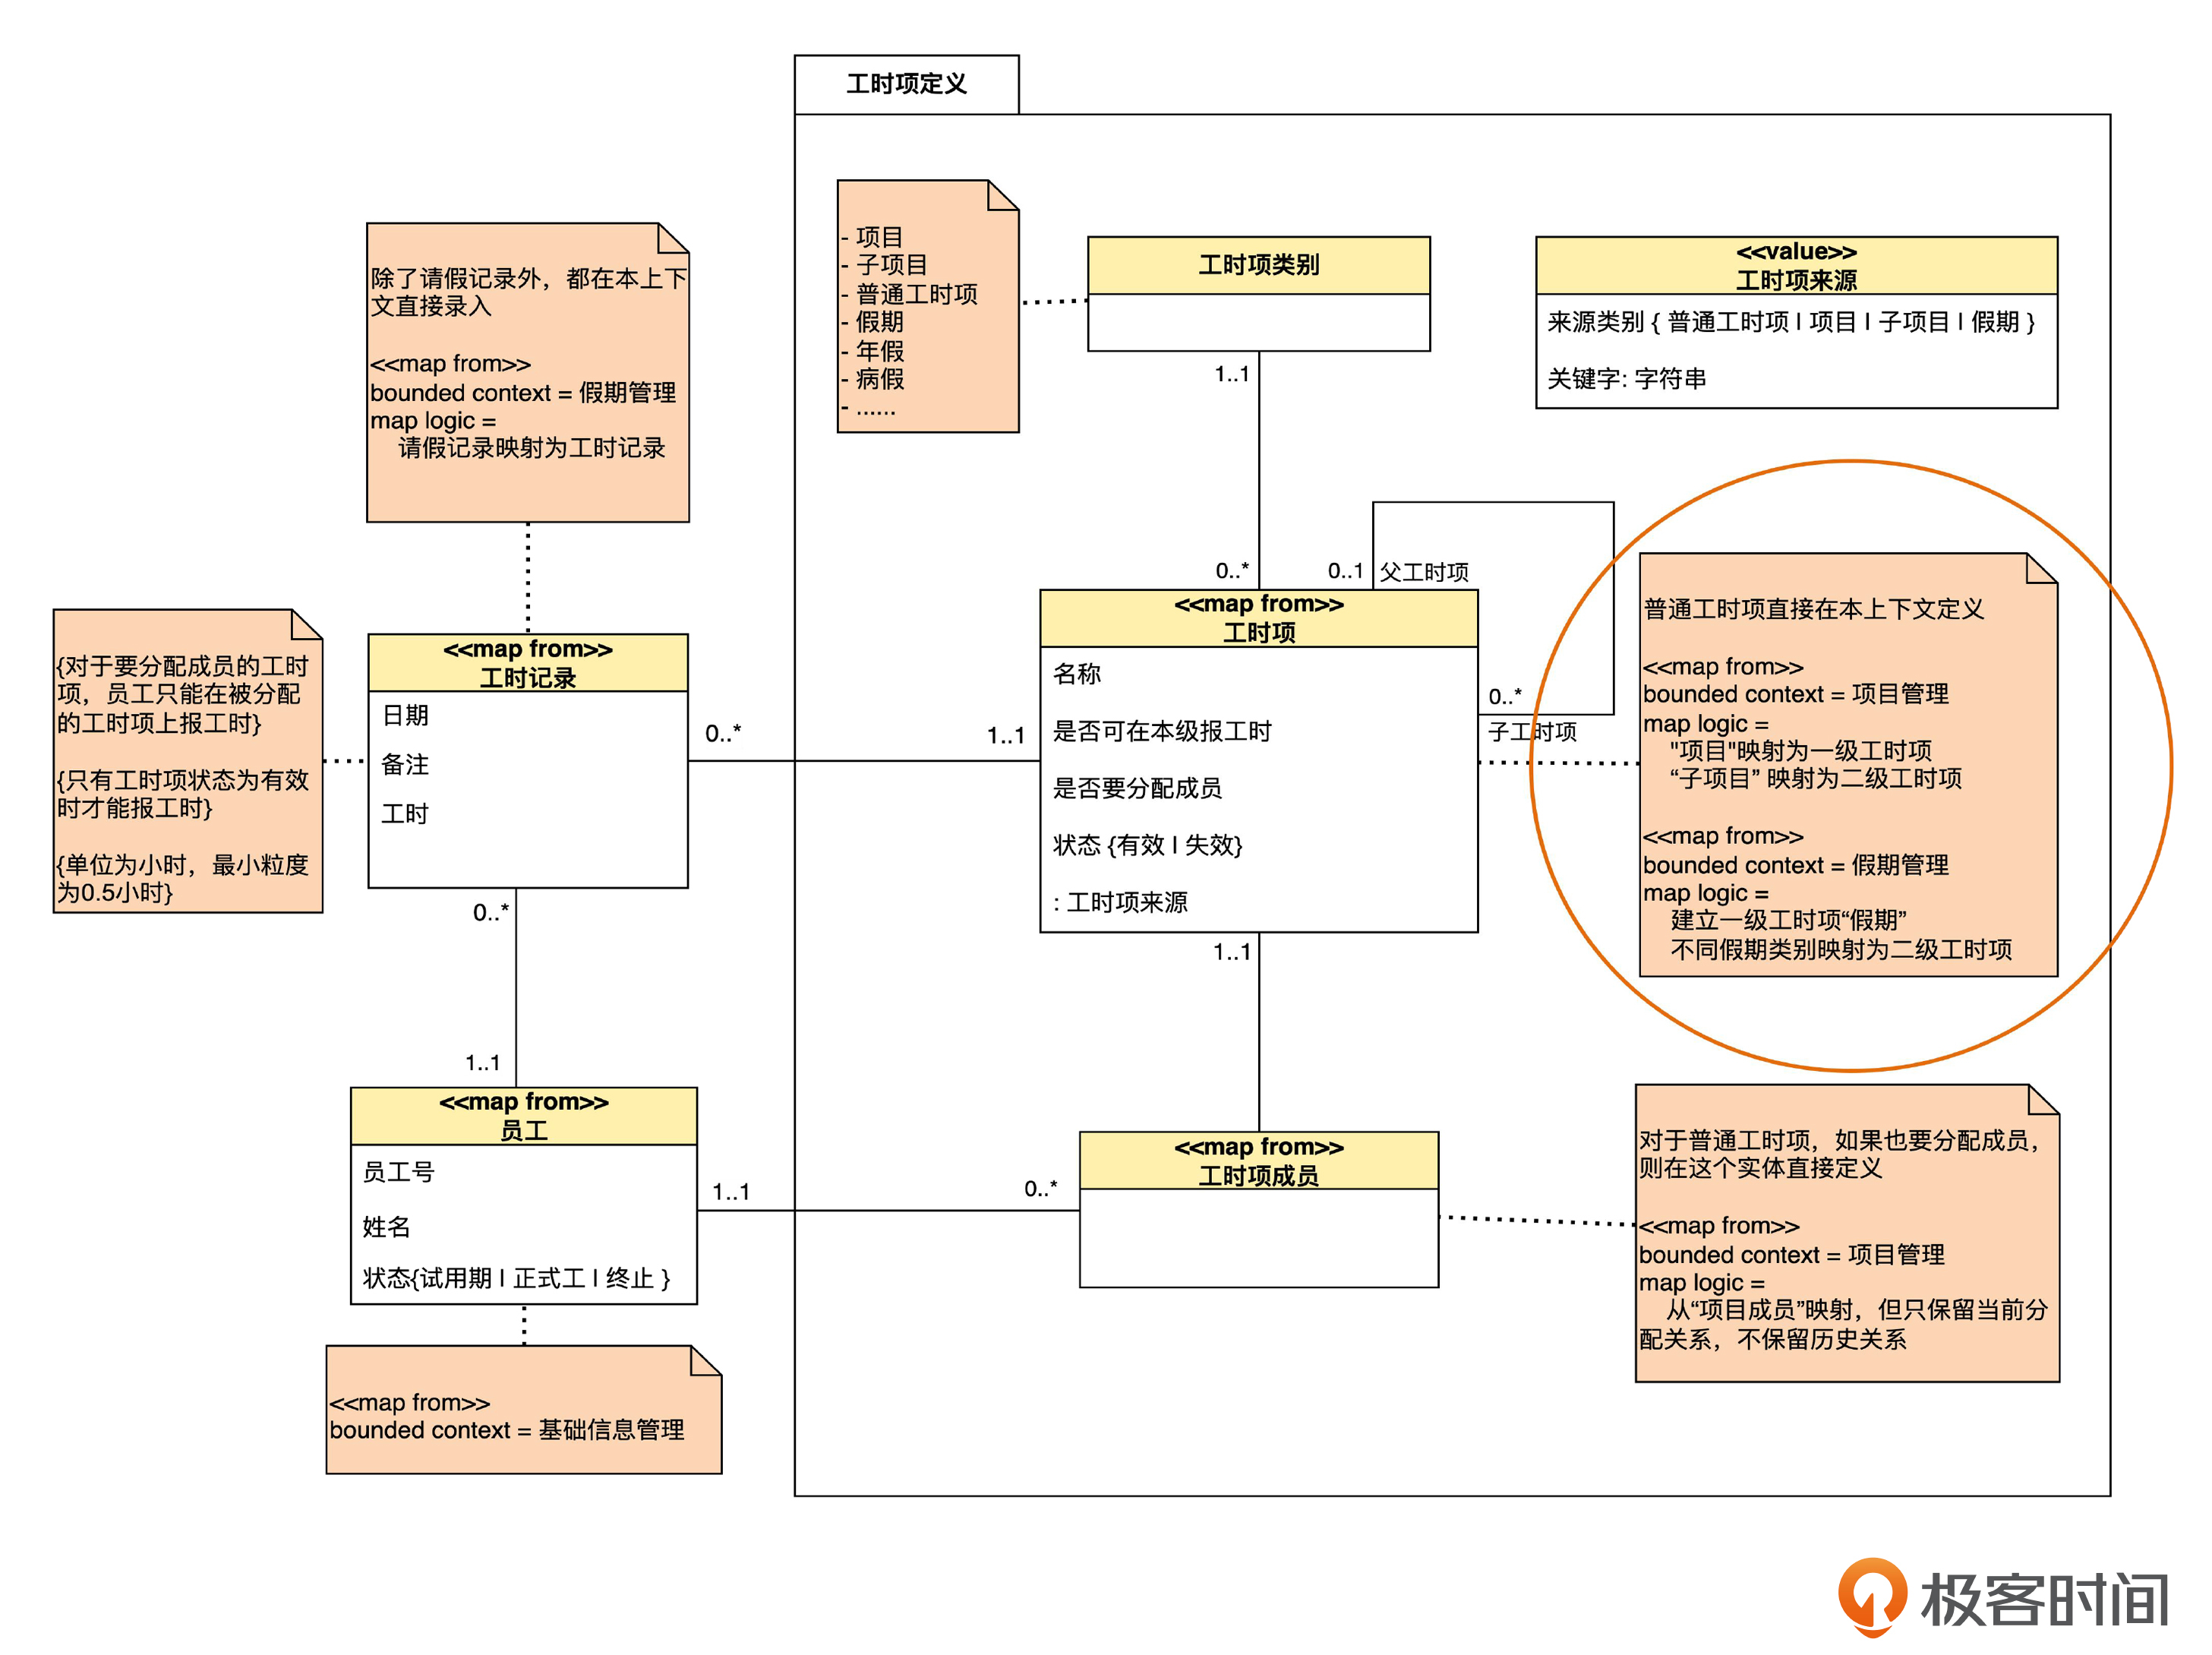 工时项定义
- 项目
- 子项目
- 普通工时项
- 假期
- 年假
- 病假
- ......
工时项类别
<<value>>
工时项来源
来源类别 { 普通工时项 | 项目 | 子项目 | 假期 }
关键字: 字符串
除了请假记录外，都在本上下
文直接录入
<<map from>>
bounded context = 假期管理
map logic =
请假记录映射为工时记录
1..1
0..*
0..1
父工时项
0..*
子工时项
{对于要分配成员的工时
项，员工只能在被分配
的工时项上报工时}
{只有工时项状态为有效
时才能报工时}
{单位为小时，最小粒度
为0.5小时}
<<map from>>
工时记录
日期
备注
工时
0..*
1..1
<<map from>>
工时项
名称
是否可在本级报工时
是否要分配成员
状态 {有效 | 失效}
: 工时项来源
普通工时项直接在本上下文定义
<<map from>>
bounded context = 项目管理
map logic =
"项目"映射为一级工时项
“子项目” 映射为二级工时项
<<map from>>
bounded context = 假期管理
map logic =
建立一级工时项“假期”
不同假期类别映射为二级工时项
0..*
1..1
1..1
<<map from>>
员工
员工号
姓名
状态{试用期 | 正式工 | 终止 }
1..1
0..*
<<map from>>
工时项成员
对于普通工时项，如果也要分配成员，
则在这个实体直接定义
<<map from>>
bounded context = 项目管理
map logic =
从“项目成员”映射，但只保留当前分
配关系，不保留历史关系
<<map from>>
bounded context = 基础信息管理
极客时间